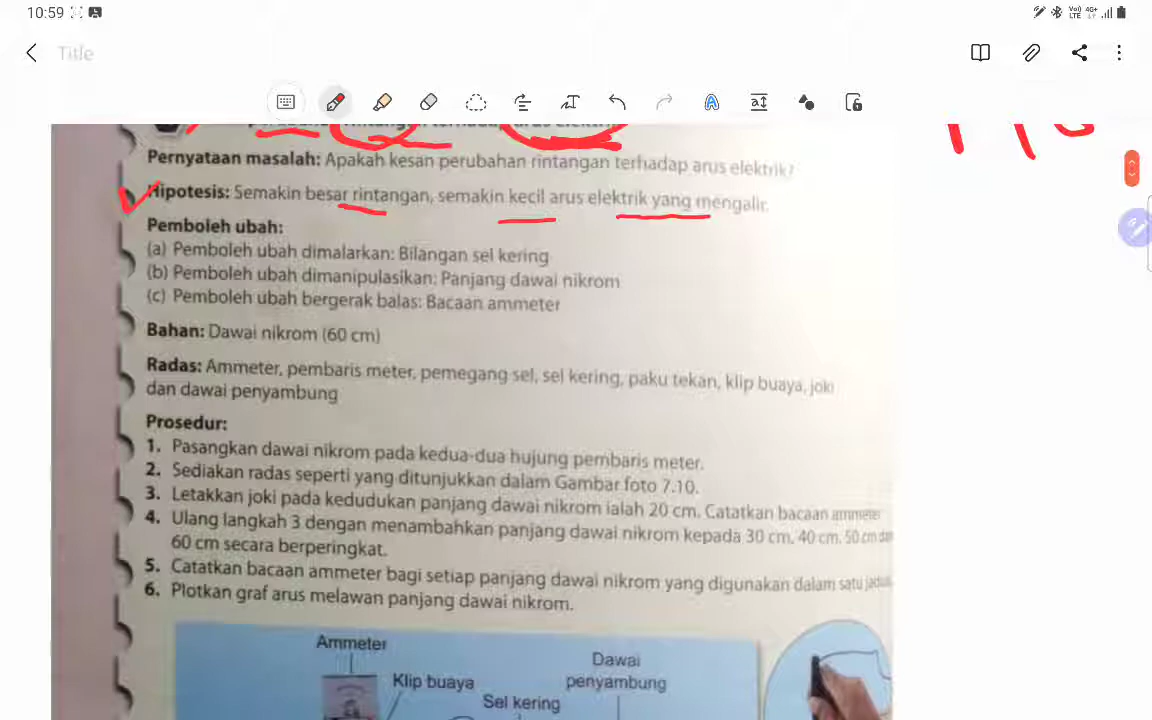 10:59
Title
Pernyataan masalah: Apakah kesan perubahan rintangan terhadap arus elektrik?
Hipotesis: Semakin besar rintangan, semakin kecil arus elektrik yang mengalir.
Pemboleh ubah:
(a) Pemboleh ubah dimalarkan: Bilangan sel kering
(b) Pemboleh ubah dimanipulasikan: Panjang dawai nikrom
(c) Pemboleh ubah bergerak balas: Bacaan ammeter
Bahan: Dawai nikrom (60 cm)
Radas: Ammeter, pembaris meter, pemegang sel, sel kering, paku tekan, klip buaya, joki
dan dawai penyambung
Prosedur:
1. Pasangkan dawai nikrom pada kedua-dua hujung pembaris meter.
2. Sediakan radas seperti yang ditunjukkan dalam Gambar foto 7.10.
3. Letakkan joki pada kedudukan panjang dawai nikrom ialah 20 cm. Catatkan bacaan ammeter
4. Ulang langkah 3 dengan menambahkan panjang dawai nikrom kepada 30 cm, 40 cm, 50 cm dan
60 cm secara berperingkat.
5. Catatkan bacaan ammeter bagi setiap panjang dawai nikrom yang digunakan dalam satu
6. Plotkan graf arus melawan panjang dawai nikrom.
Ammeter
Klip buaya
Sel kering
Dawai
penyambung